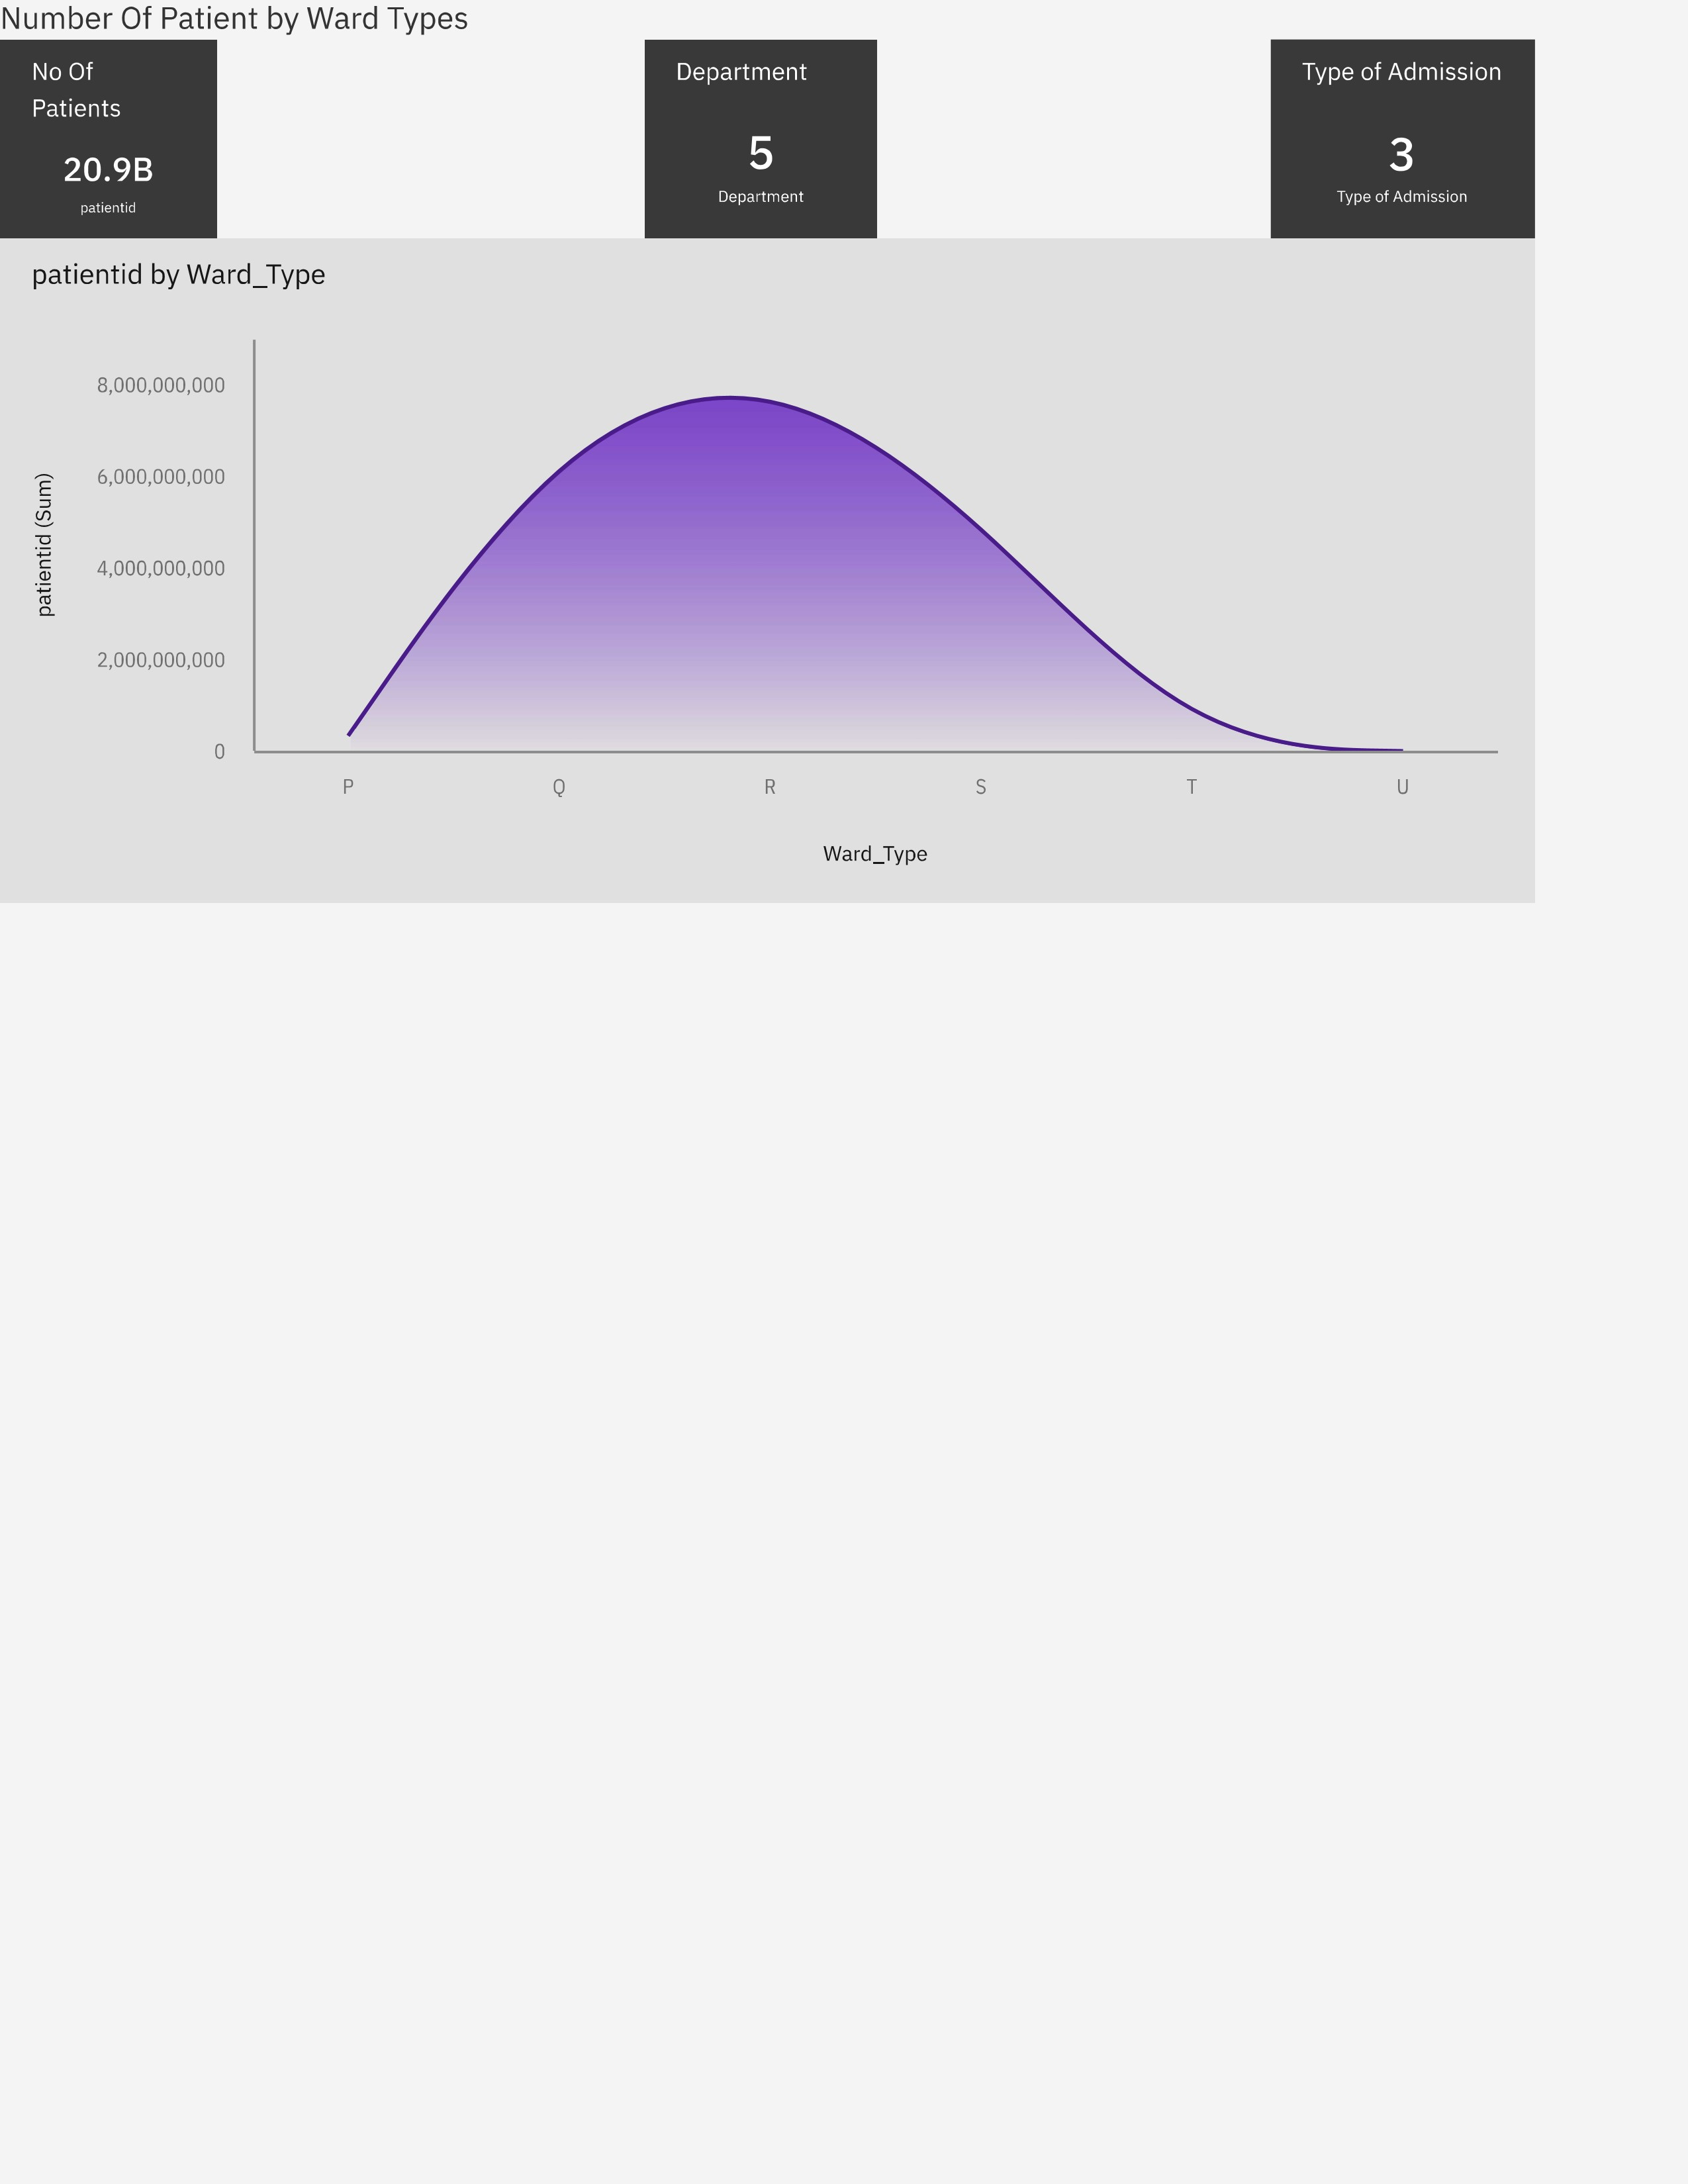 Number Of Patient by Ward Types
No Of
Patients
20.9B
patientid
Department
5
Department
Type of Admission
3
Type of Admission
patientid by Ward_Type
patientid (Sum)
8,000,000,000
6,000,000,000
4,000,000,000
2,000,000,000
0
P Q R S T U
Ward_Type